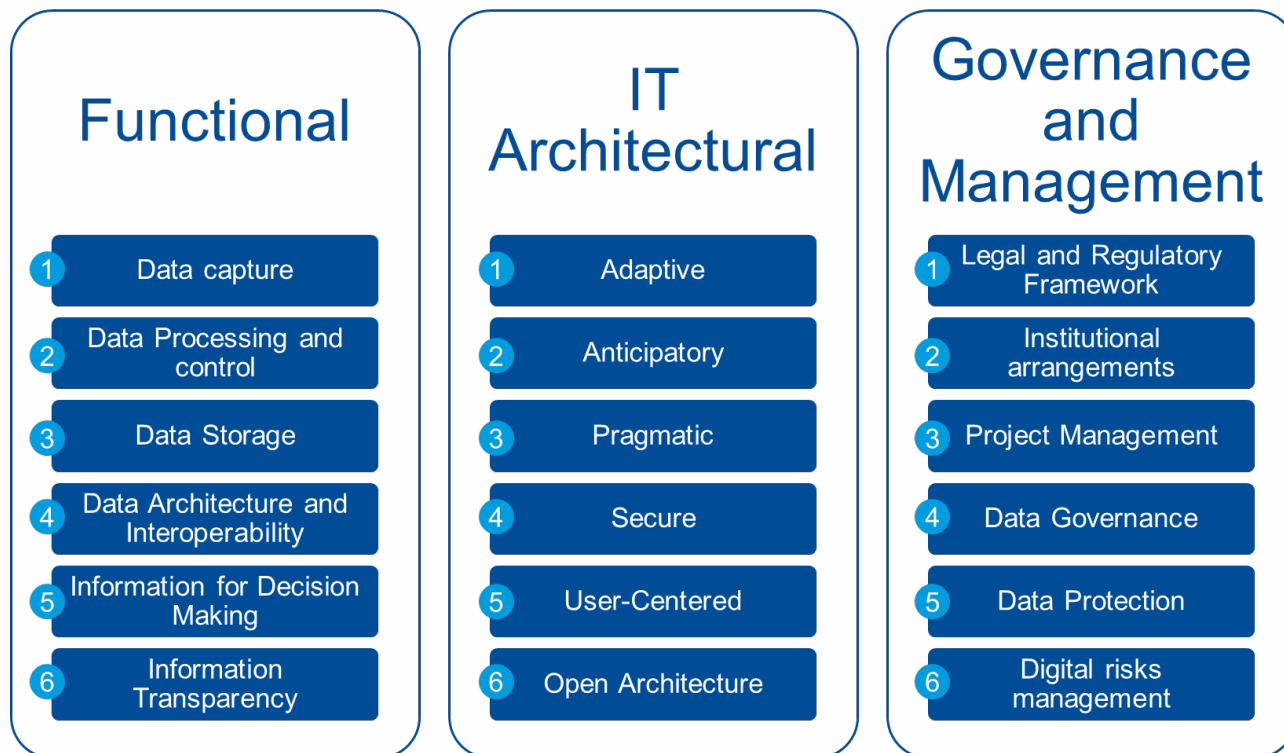 Functional
1
Data capture
2
Data Processing and
control
3
Data Storage
4
Data Architecture and
Interoperability
5
Information for Decision
Making
6
Information
Transparency
IT
Architectural
1
Adaptive
2
Anticipatory
3
Pragmatic
4
Secure
5
User-Centered
6
Open Architecture
Governance
and
Management
1
Legal and Regulatory
Framework
2
Institutional
arrangements
3
Project Management
4
Data Governance
5
Data Protection
6
Digital risks
management